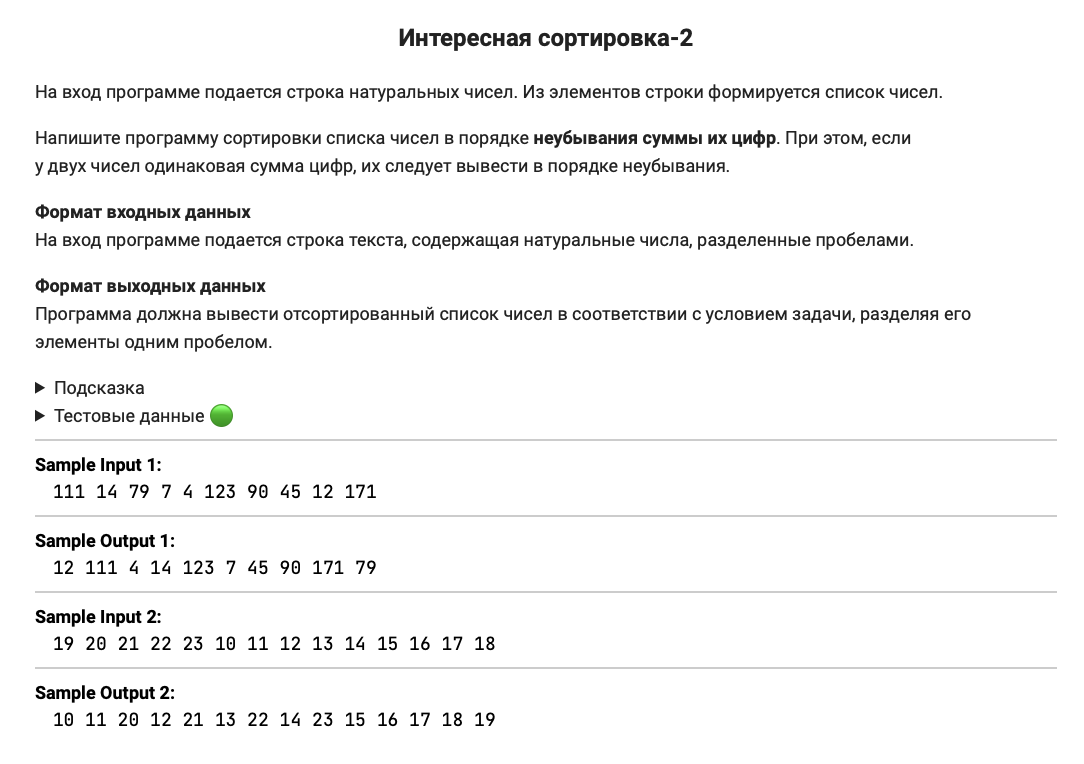 Интересная сортировка-2
На вход программе подается строка натуральных чисел. Из элементов строки формируется список чисел.
Напишите программу сортировки списка чисел в порядке неубывания суммы их цифр. При этом, если
у двух чисел одинаковая сумма цифр, их следует вывести в порядке неубывания.
Формат входных данных
На вход программе подается строка текста, содержащая натуральные числа, разделенные пробелами.
Формат выходных данных
Программа должна вывести отсортированный список чисел в соответствии с условием задачи, разделяя его
элементы одним пробелом.
Подсказка
Тестовые данные
Sample Input 1:
111 14 79 7 4 123 90 45 12 171
Sample Output 1:
12 111 4 14 123 7 45 90 171 79
Sample Input 2:
19 20 21 22 23 10 11 12 13 14 15 16 17 18
Sample Output 2:
10 11 20 12 21 13 22 14 23 15 16 17 18 19